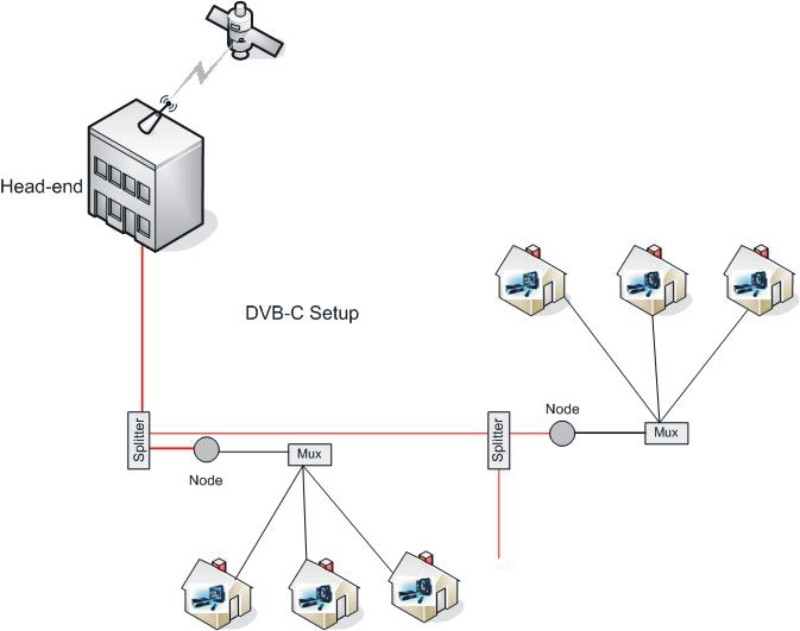 Head-end
DVB-C Setup
Node
Splitter
Splitter
Mux
Mux
Node